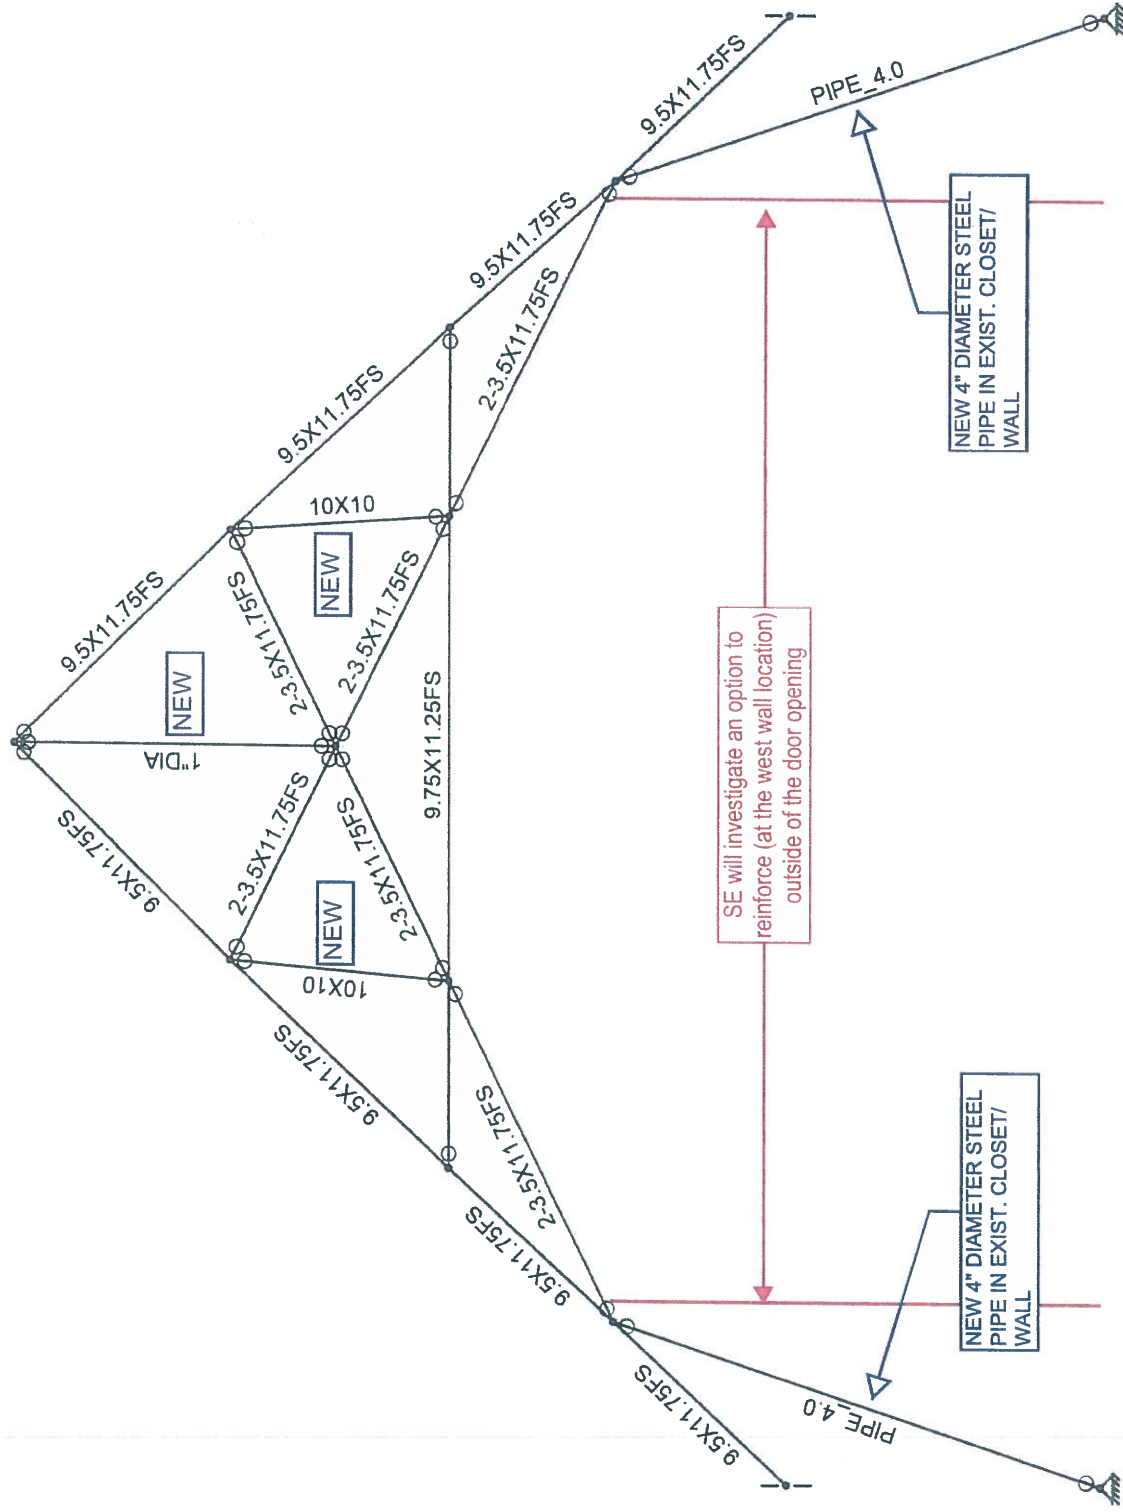 9.5X11.75FS
9.5X11.75FS
1"DIA
NEW
9.5X11.75FS
9.5X11.75FS
2-3.5X11.75FS
2-3.5X11.75FS
10X10
NEW
10X10
NEW
2-3.5X11.75FS
2-3.5X11.75FS
9.75X11.25FS
9.5X11.75FS
9.5X11.75FS
2-3.5X11.75FS
2-3.5X11.75FS
9.5X11.75FS
9.5X11.75FS
PIPE_4.0
PIPE_4.0
SE will investigate an option to
reinforce (at the west wall location)
outside of the door opening
NEW 4" DIAMETER STEEL
PIPE IN EXIST. CLOSET/
WALL
NEW 4" DIAMETER STEEL
PIPE IN EXIST. CLOSET/
WALL